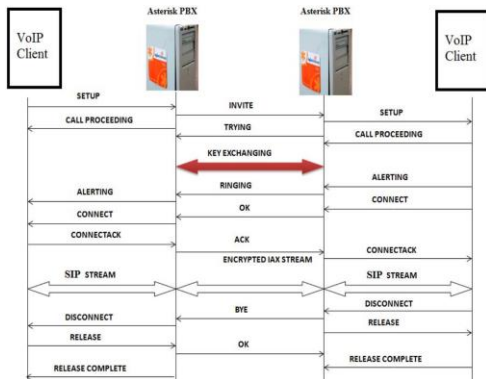 Asterisk PBX
Asterisk PBX
VoIP
Client
VoIP
Client
SETUP
INVITE
SETUP
CALL PROCEEDING
TRYING
CALL PROCEEDING
KEY EXCHANGING
ALERTING
RINGING
ALERTING
CONNECT
OK
CONNECT
CONNECTACK
ACK
CONNECTACK
ENCRYPTED IAX STREAM
SIP STREAM
SIP STREAM
DISCONNECT
BYE
DISCONNECT
RELEASE
RELEASE
OK
RELEASE COMPLETE
RELEASE COMPLETE